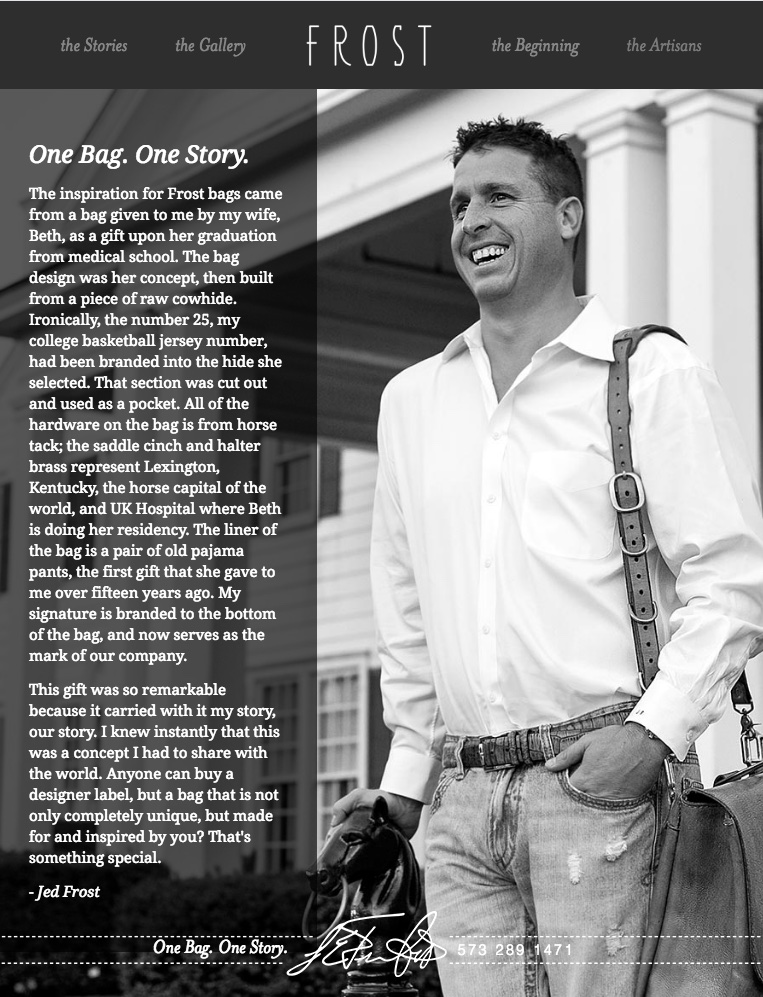 the Stories the Gallery FROST the Beginning the Artisans
One Bag. One Story.
The inspiration for Frost bags came
from a bag given to me by my wife,
Beth, as a gift upon her graduation
from medical school. The bag
design was her concept, then built
from a piece of raw cowhide.
Ironically, the number 25, my
college basketball jersey number,
had been branded into the hide she
selected. That section was cut out
and used as a pocket. All of the
hardware on the bag is from horse
tack; the saddle cinch and halter
brass represent Lexington,
Kentucky, the horse capital of the
world, and UK Hospital where Beth
is doing her residency. The liner of
the bag is a pair of old pajama
pants, the first gift that she gave to
me over fifteen years ago. My
signature is branded to the bottom
of the bag, and now serves as the
mark of our company.
This gift was so remarkable
because it carried with it my story,
our story. I knew instantly that this
was a concept I had to share with
the world. Anyone can buy a
designer label, but a bag that is not
only completely unique, but made
for and inspired by you? That's
something special.
- Jed Frost
One Bag. One Story. 573 289 1471